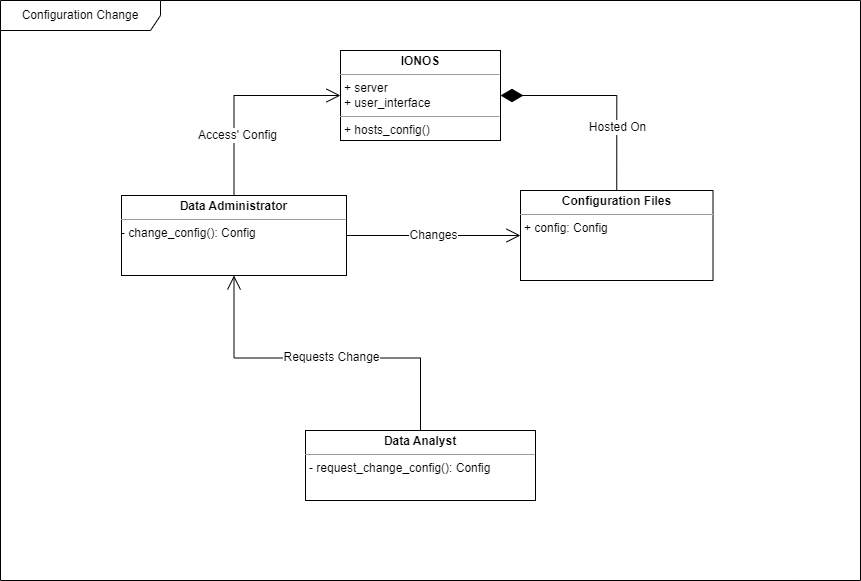 Configuration Change
IONOS
+ server
+ user_interface
+ hosts_config()
Access' Config
Hosted On
Data Administrator
- change_config(): Config
Changes
Configuration Files
+ config: Config
Requests Change
Data Analyst
- request_change_config(): Config